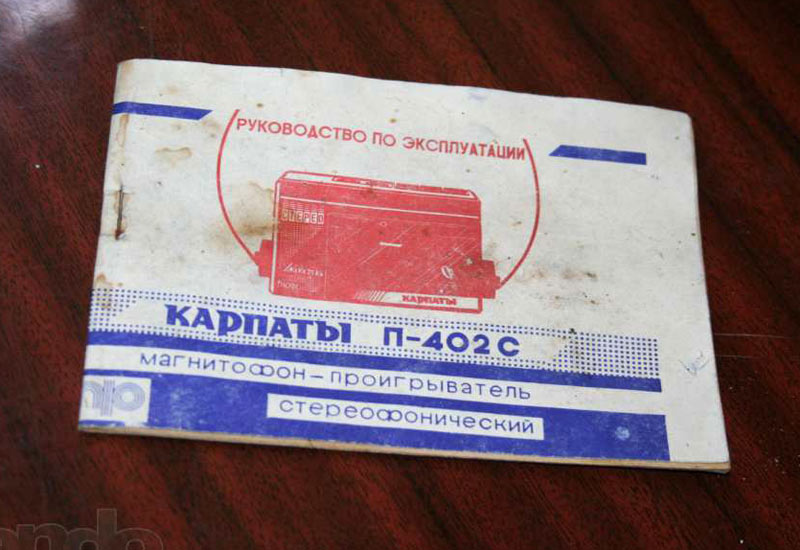 РУКОВОДСТВО ПО ЭКСПЛУАТАЦИИ
СТЕРЕО
КАРПАТЫ
КАРПАТЫ П-402С
магнитофон-проигрыватель
стереофонический